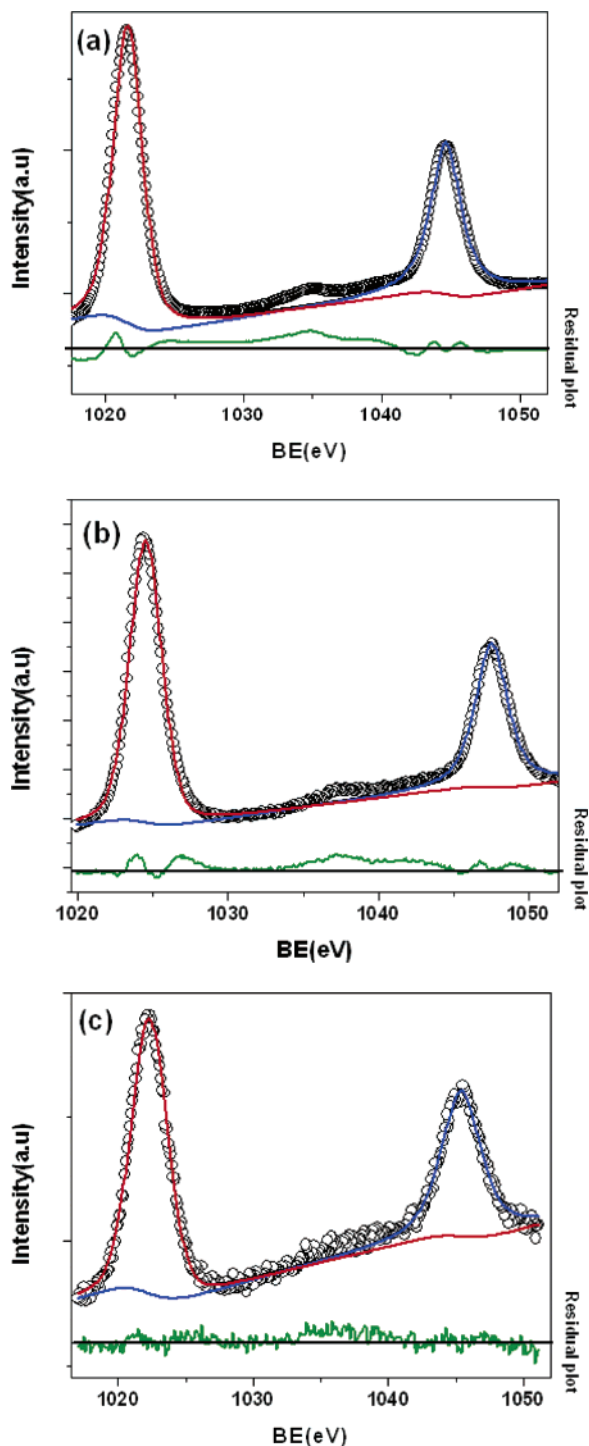 (a)
Intensity(a.u)
Residual plot
1020 1030 1040 1050
BE(eV)
(b)
Intensity(a.u)
Residual plot
1020 1030 1040 1050
BE(eV)
(c)
Intensity(a.u)
Residual plot
1020 1030 1040 1050
BE(eV)